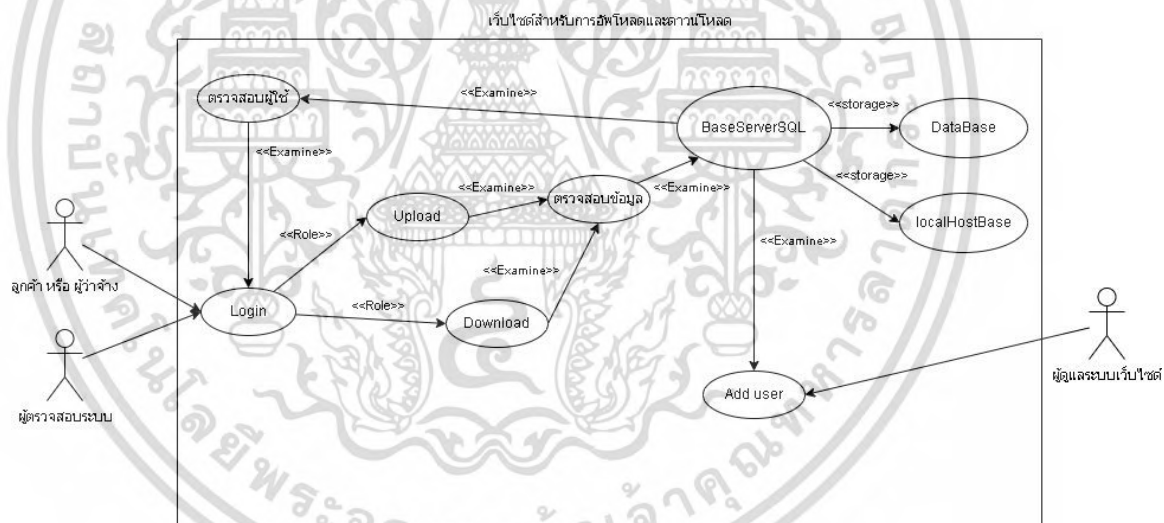 เว็บไซต์สำหรับการอัพโหลดและดาวน์โหลด
ตรวจสอบผู้ใช้
<<Examine>>
BaseServerSQL
<<storage>>
DataBase
<<Examine>>
<<storage>>
<<Examine>>
<<Examine>>
ตรวจสอบข้อมูล
Upload
localHostBase
<<Role>>
<<Examine>>
<<Examine>>
ลูกค้า หรือ ผู้ว่าจ้าง
Login
<<Role>>
Download
ผู้ตรวจสอบระบบ
Add user
ผู้ดูแลระบบเว็บไซต์